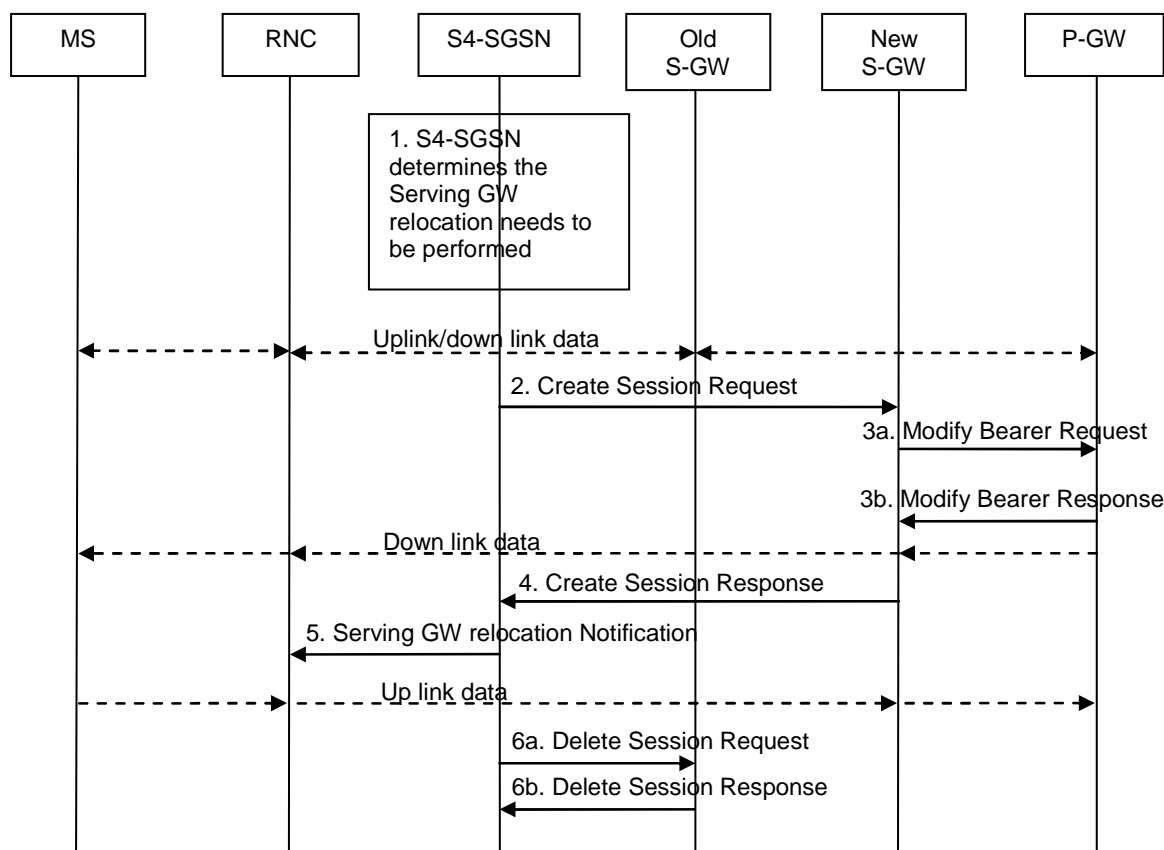 MS
RNC
S4-SGSN
Old
S-GW
New
S-GW
P-GW
1. S4-SGSN
determines the
Serving GW
relocation needs to
be performed
Uplink/down link data
2. Create Session Request
3a. Modify Bearer Request
3b. Modify Bearer Response
Down link data
4. Create Session Response
5. Serving GW relocation Notification
Up link data
6a. Delete Session Request
6b. Delete Session Response